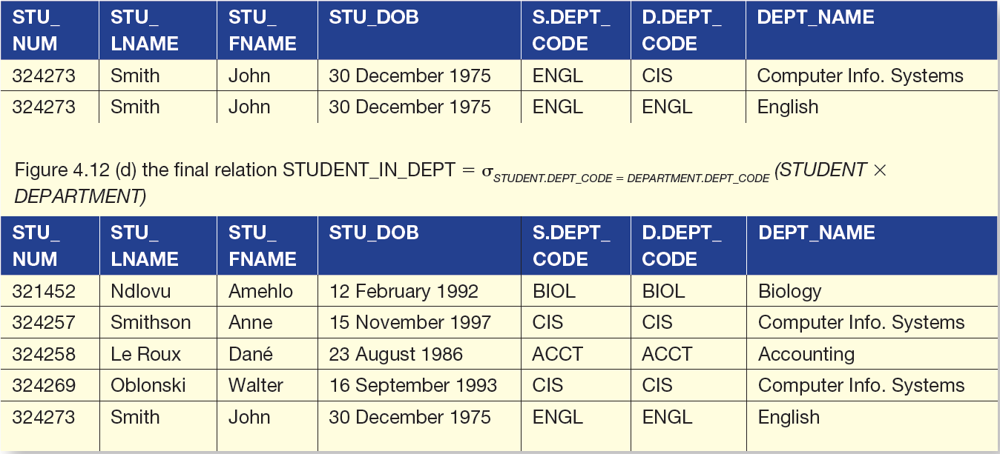 STU_ NUM STU_ LNAME STU_ FNAME STU_DOB S.DEPT_ CODE D.DEPT_ CODE DEPT_NAME
324273 Smith John 30 December 1975 ENGL CIS Computer Info. Systems
324273 Smith John 30 December 1975 ENGL ENGL English
Figure 4.12 (d) the final relation STUDENT_IN_DEPT = σ STUDENT.DEPT_CODE = DEPARTMENT.DEPT_CODE (STUDENT ×
DEPARTMENT)
STU_ NUM STU_ LNAME STU_ FNAME STU_DOB S.DEPT_ CODE D.DEPT_ CODE DEPT_NAME
321452 Ndlovu Amehlo 12 February 1992 BIOL BIOL Biology
324257 Smithson Anne 15 November 1997 CIS CIS Computer Info. Systems
324258 Le Roux Dané 23 August 1986 ACCT ACCT Accounting
324269 Oblonski Walter 16 September 1993 CIS CIS Computer Info. Systems
324273 Smith John 30 December 1975 ENGL ENGL English